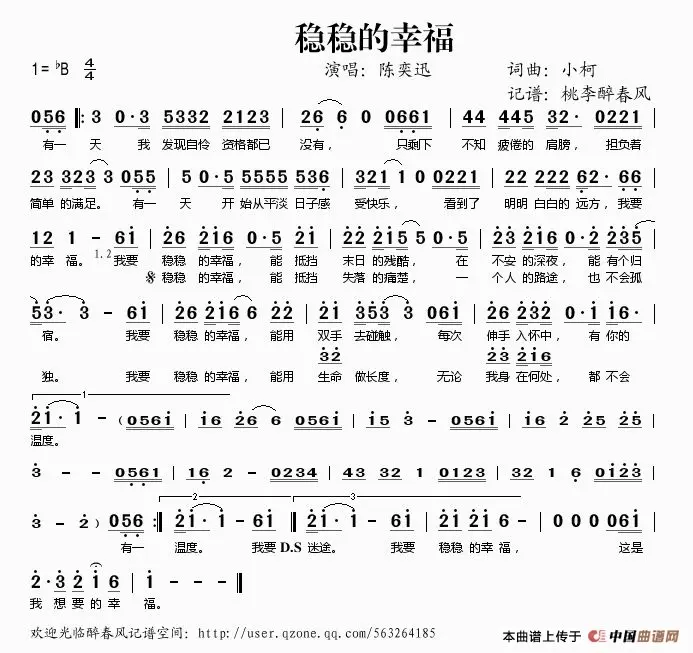 稳稳的幸福
1= ♭B 4/4 演唱：陈奕迅 词曲：小柯
记谱：桃李醉春风
056 ‖: 3 0·3 5332 2123 | 26 6 0 0 0 | 44 44 32· 0221 |
有一 天 我 发现自怜 资格都已 没有， 只剩下 不知 疲倦的 肩膀， 担负着
23 323 3 055 | 5 0·5 5555 536 | 321 1 0 0221 | 22 222 62· 66 |
简单 的满足。 有一 天 开 始从平淡 日子感 受快乐， 看到了 明明 白白的 远方，我要
12 1 - 61 | 26 216 0·5 21 | 26 215 5 0·5 | 23 216 0·2 235 |
的幸 福。 1.2 我要 稳稳 的幸福， 能 抵挡 末日 的残酷， 在 不安 的深夜， 能 有个归
𝄋 稳稳 的幸福， 能 抵挡 失落 的痛楚， 一 个人 的路途， 也 不会孤
53· 3 - 61 | 26 216 6 022 | 21 353 3 061 | 26 232 0·2 21 |
宿。 我要 稳稳 的幸福， 能用 双手 去碰触， 每次 伸手 入怀中， 有 你的
32 23 216
独。 我要 稳稳 的幸福， 能用 生命 做长度， 无论 我身 在何处， 都 不会
1
21· 1 - (0561 | i6 26 6 0561 | i5 3 - 0561 | i6 2 25 25 |
温度。
3 - - 0561 | 16 2 - 0234 | 43 32 1 0123 | 32 1 6 0123 |
2 3
3 - 2 ) 056 :‖ 21· 1 - 61 ‖ 21· 1 - 61 | 21 216 6 - | 0 0 0 061 |
有一 温度。 我要 D.S 迷途。 我要 稳稳 的幸福， 这是
2· 3 2 1 6 | 1 - - - ‖
我 想 要 的 幸 福。
欢迎光临醉春风记谱空间：http://user.qzone.qq.com/563264185
本曲谱上传于 中国曲谱网